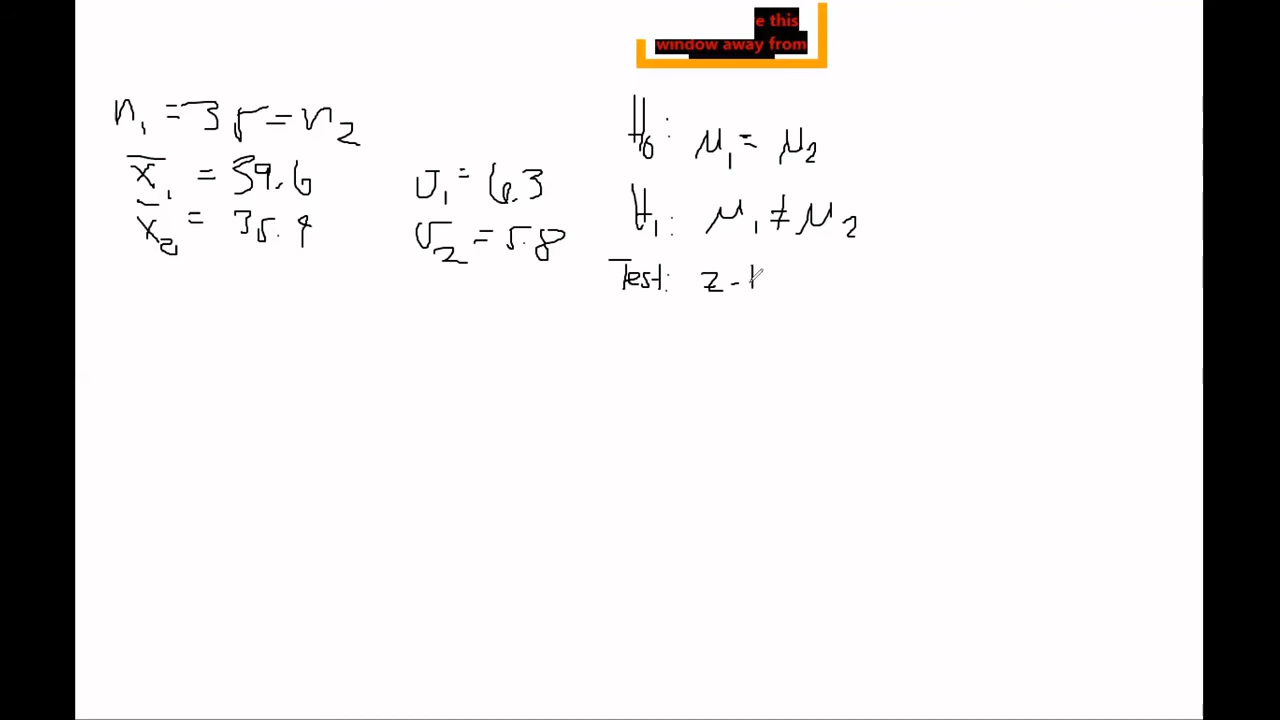 e this
window away from
n₁ = 35 = n₂
x̄₁ = 39.6
x̄₂ = 35.4
σ₁ = 6.3
σ₂ = 5.8
H₀: μ₁ = μ₂
H₁: μ₁ ≠ μ₂
Test: z-t